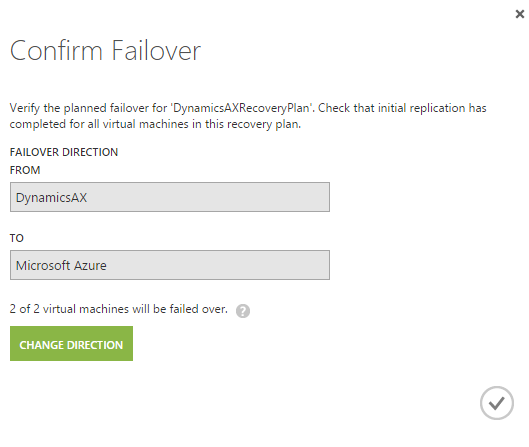 Confirm Failover
Verify the planned failover for 'DynamicsAXRecoveryPlan'. Check that initial replication has
completed for all virtual machines in this recovery plan.
FAILOVER DIRECTION
FROM
DynamicsAX
TO
Microsoft Azure
2 of 2 virtual machines will be failed over. ?
CHANGE DIRECTION